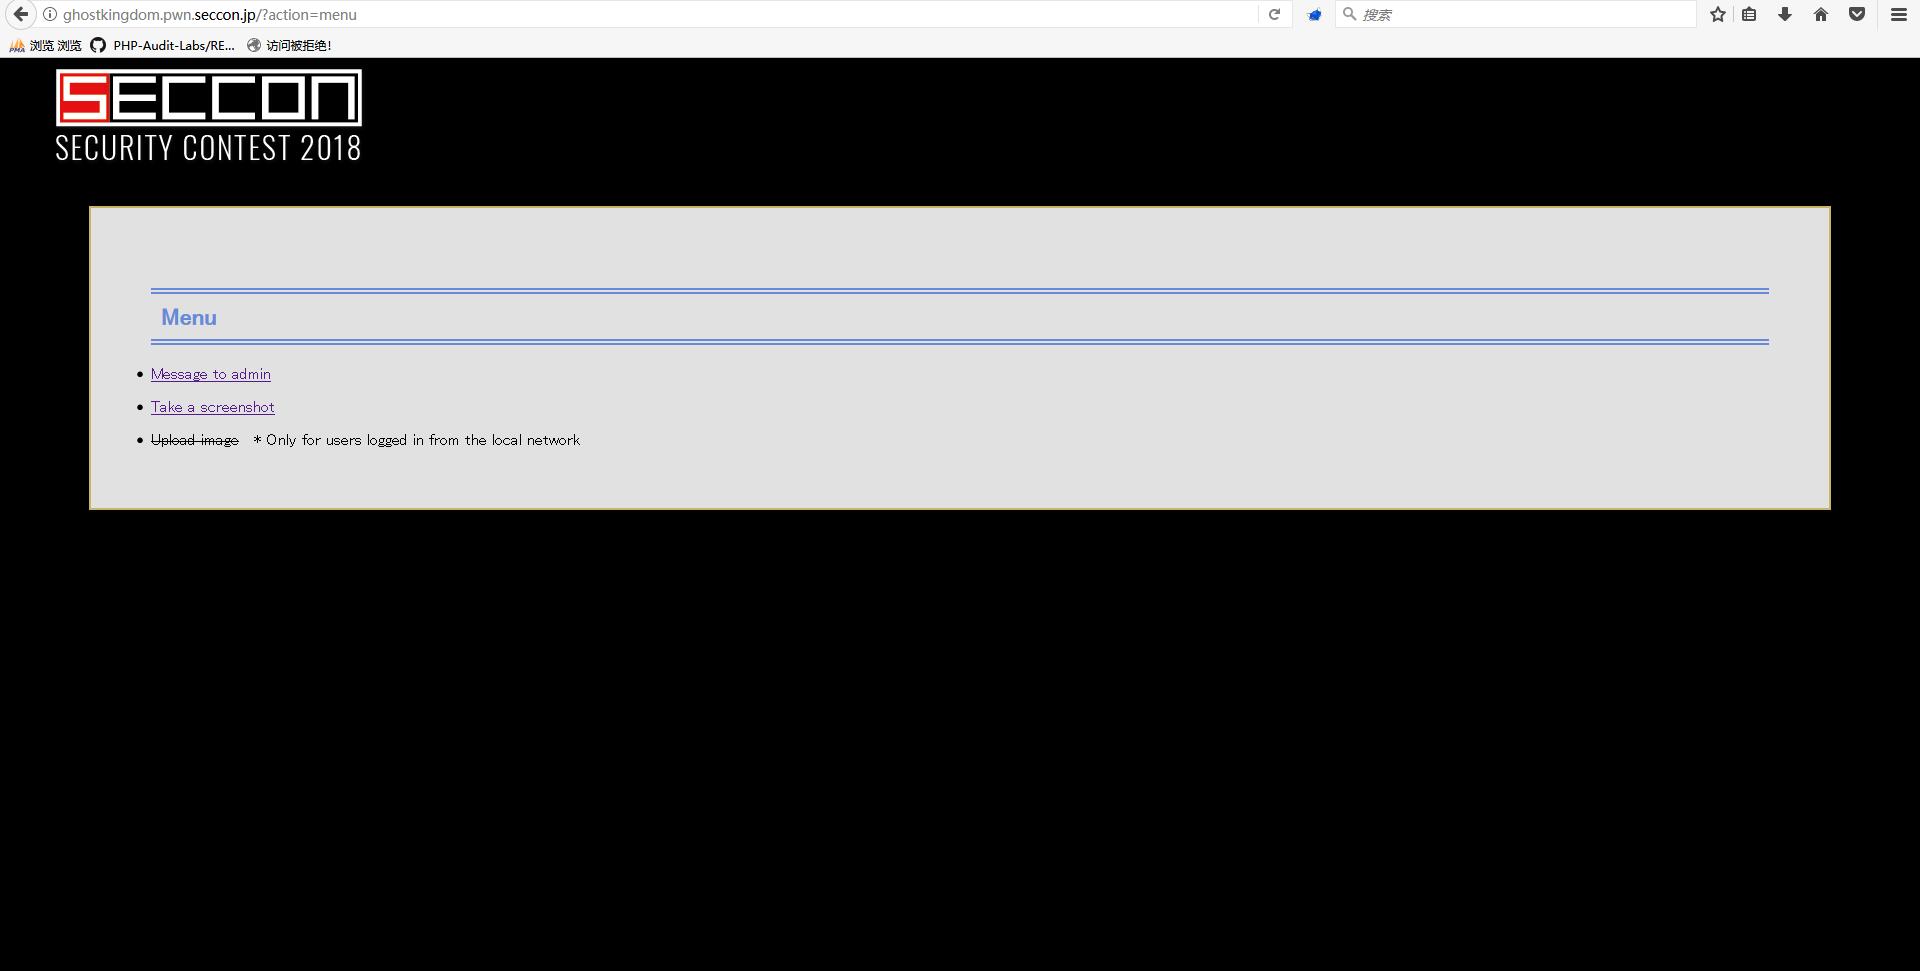 ghostkingdom.pwn.seccon.jp/?action=menu
搜索
浏览 浏览 PHP-Audit-Labs/RE... 访问被拒绝!
SECCON
SECURITY CONTEST 2018
Menu
Message to admin
Take a screenshot
Upload image * Only for users logged in from the local network